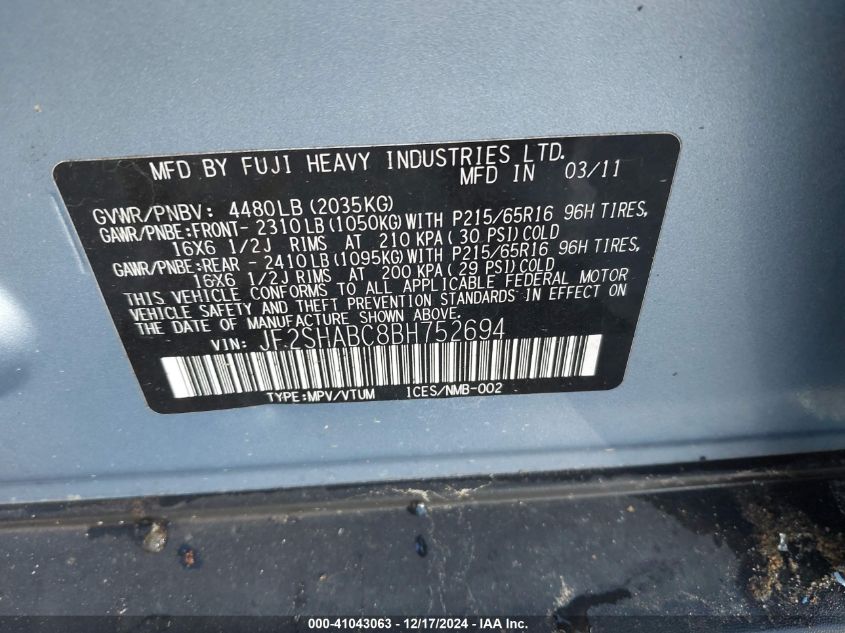 MFD BY FUJI HEAVY INDUSTRIES LTD.
MFD IN 03/11
GVWR/PNBV: 4480LB (2035KG)
GAWR/PNBE:FRONT- 2310LB (1050KG) WITH P215/65R16 96H TIRES,
16X6 1/2J RIMS AT 210 KPA (30 PSI) COLD
GAWR/PNBE:REAR - 2410LB (1095KG) WITH P215/65R16 96H TIRES,
16X6 1/2J RIMS AT 200 KPA (29 PSI) COLD
THIS VEHICLE CONFORMS TO ALL APPLICABLE FEDERAL MOTOR
VEHICLE SAFETY AND THEFT PREVENTION STANDARDS IN EFFECT ON
THE DATE OF MANUFACTURE SHOWN ABOVE.
VIN: JF2SHABC8BH752694
TYPE:MPV/VTUM ICES/NMB-002
000-41043063 - 12/17/2024 - IAA Inc.